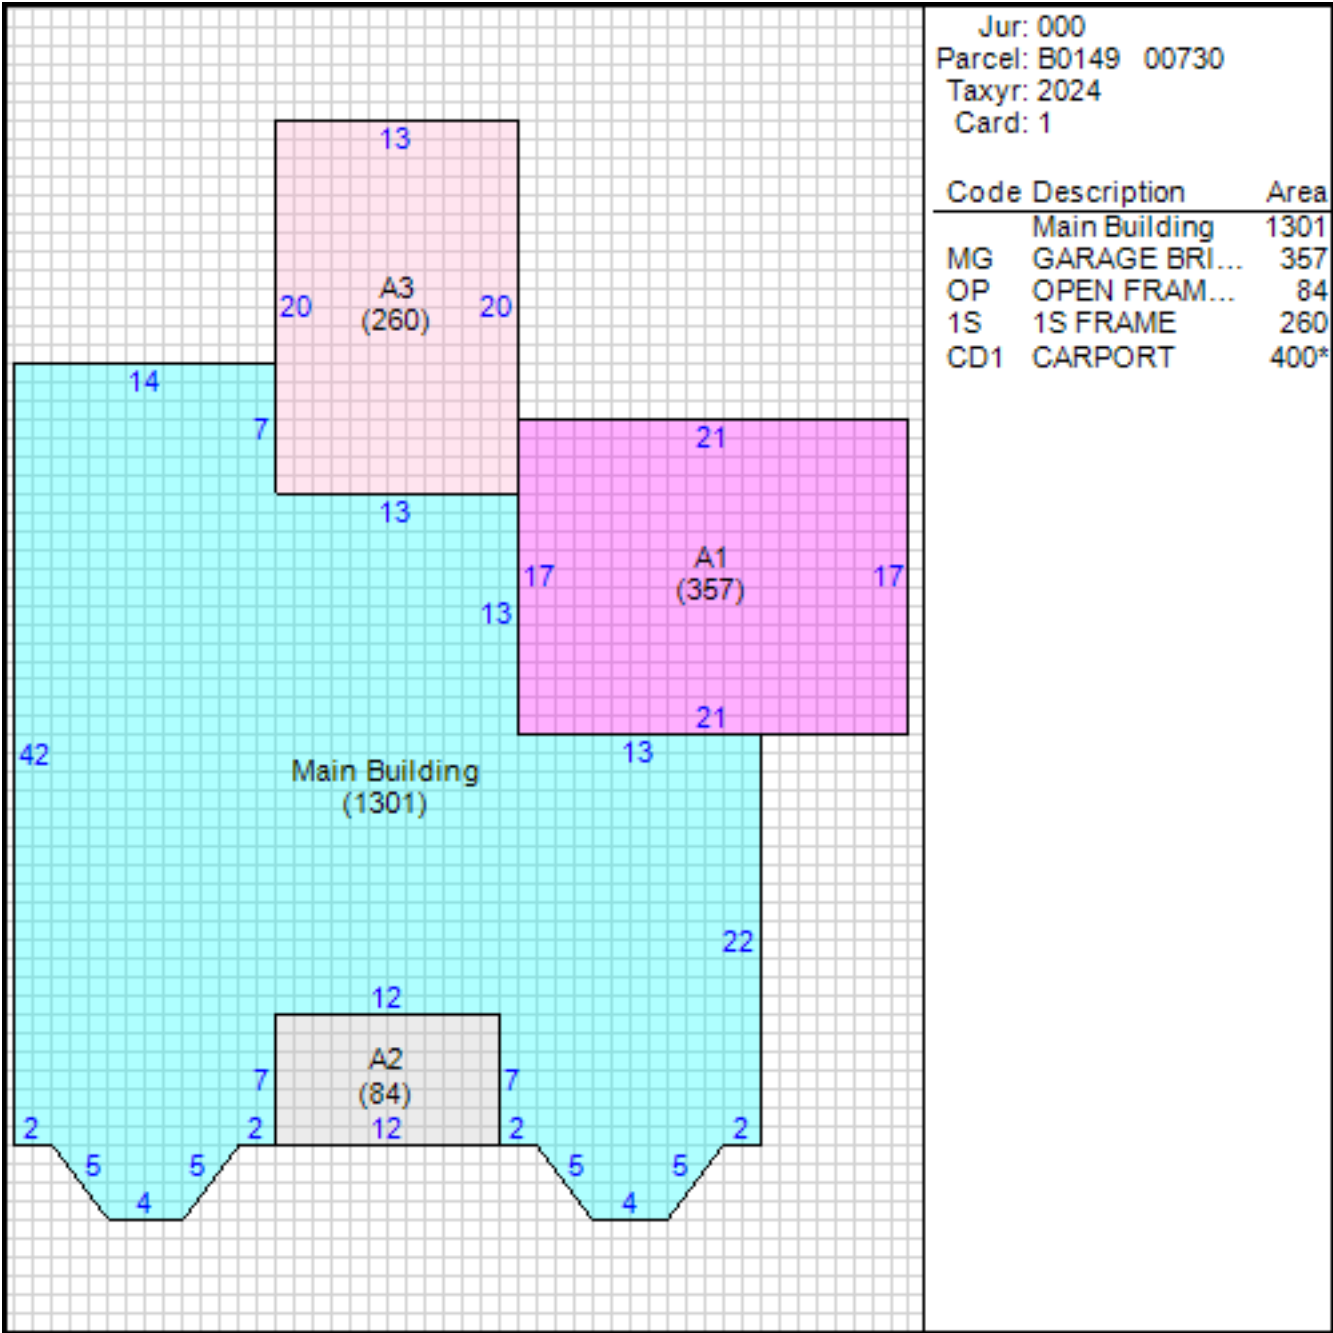 Jur: 000
Parcel: B0149 00730
Taxyr: 2024
Card: 1
Code Description Area
Main Building 1301
MG GARAGE BRI... 357
OP OPEN FRAM... 84
1S 1S FRAME 260
CD1 CARPORT 400*
13
20 A3 20
(260)
14
7
21
13
A1
17 (357) 17
13
21
42 13
Main Building
(1301)
22
12
A2
7 (84) 7
2 2 12 2 2
5 5 5 5
4 4